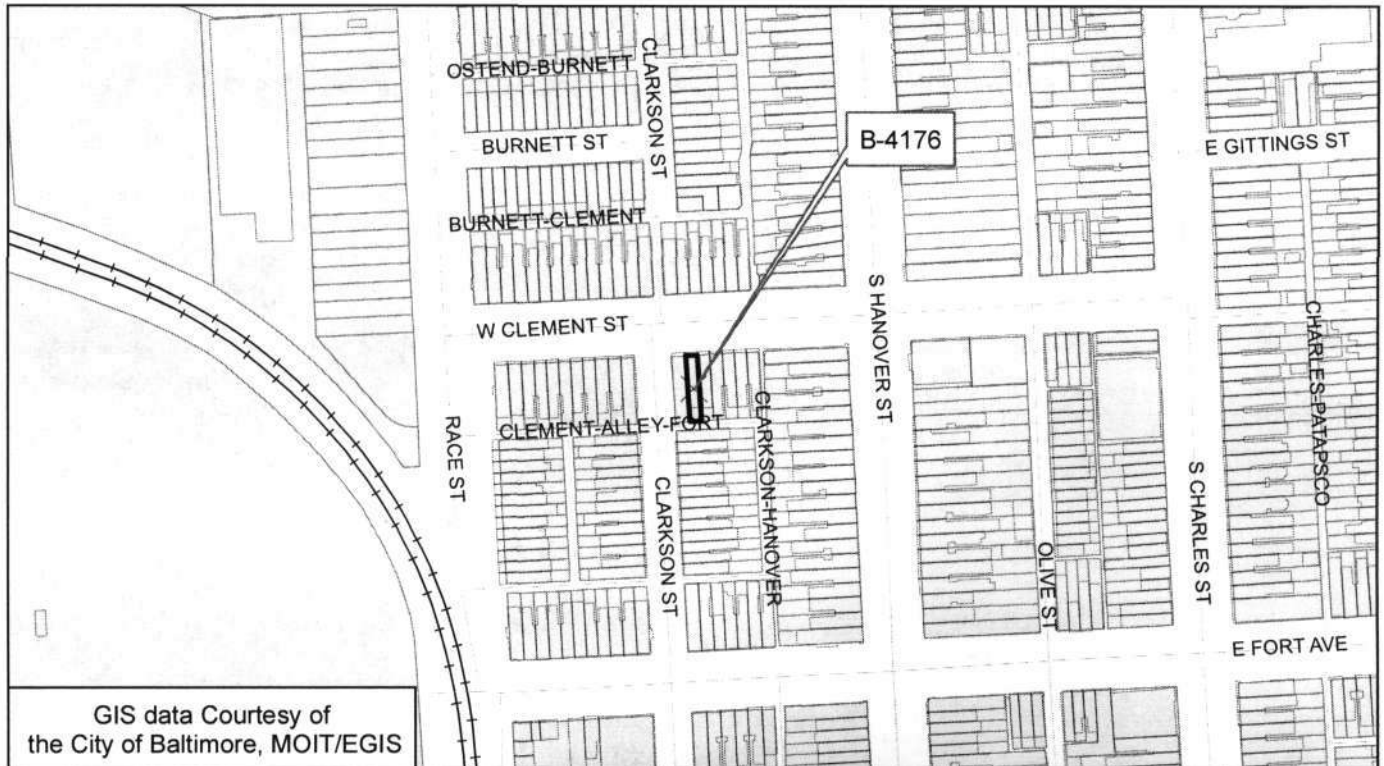 OSTEND-BURNETT
CLARKSON ST
BURNETT ST
B-4176
E GITTINGS ST
BURNETT-CLEMENT
S HANOVER ST
W CLEMENT ST
CHARLES-PATAPSCO
CLEMENT-ALLEY-FORT
CLARKSON-HANOVER
RACE ST
CLARKSON ST
OLIVE ST
S CHARLES ST
E FORT AVE
GIS data Courtesy of
the City of Baltimore, MOIT/EGIS